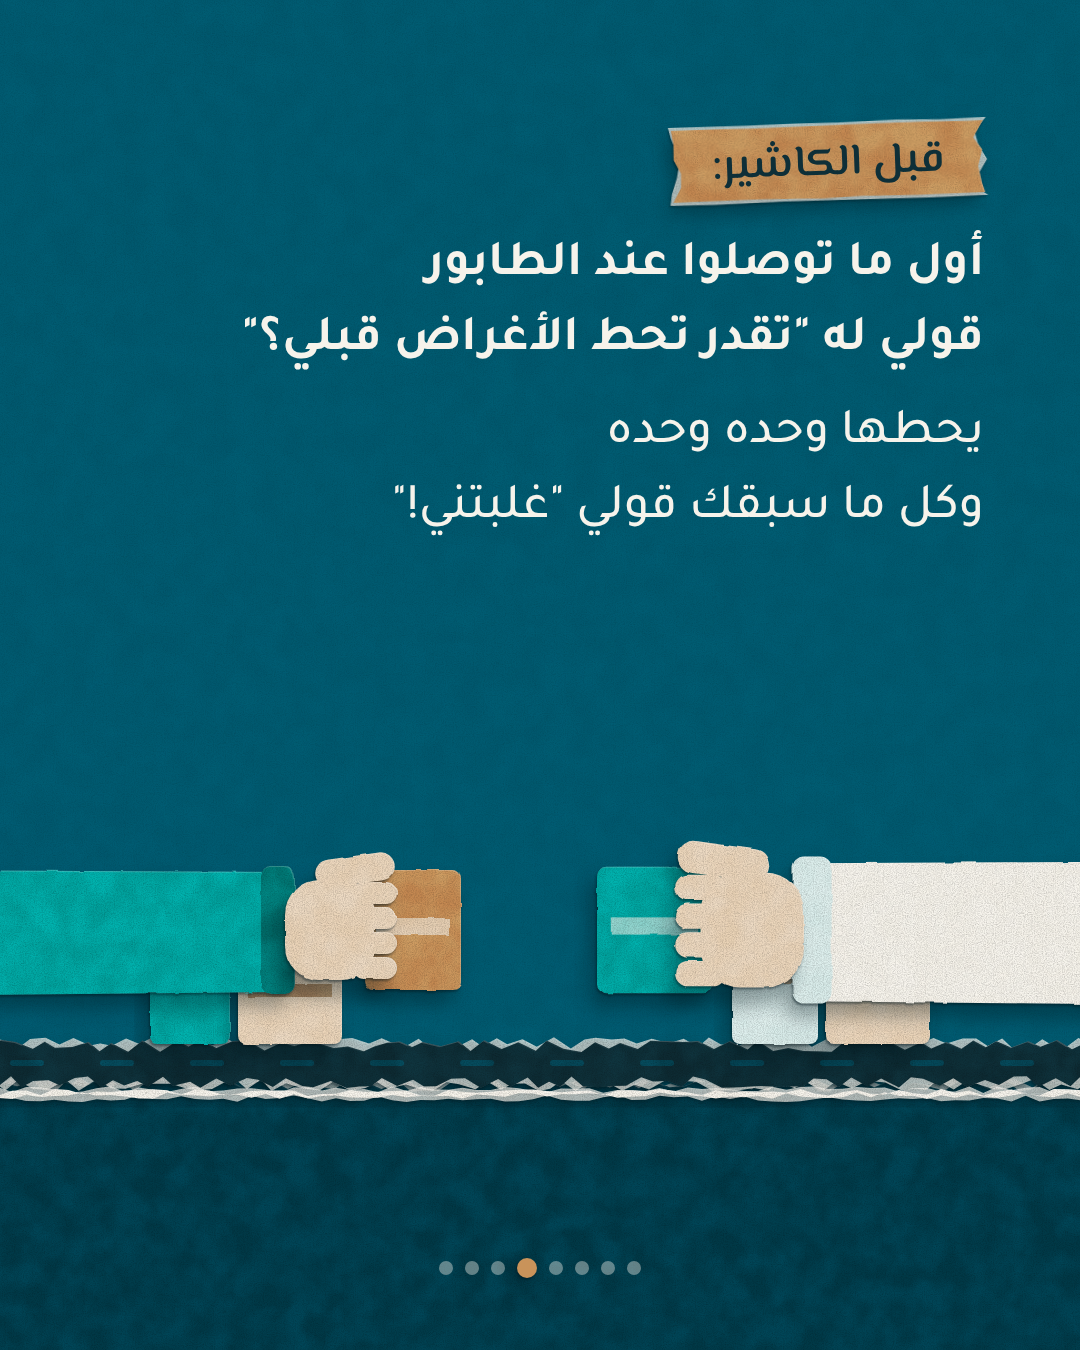 قبل الكاشير:
أول ما توصلوا عند الطابور
قولي له "تقدر تحط الأغراض قبلي؟"
يحطها وحده وحده
وكل ما سبقك قولي "غلبتني!"